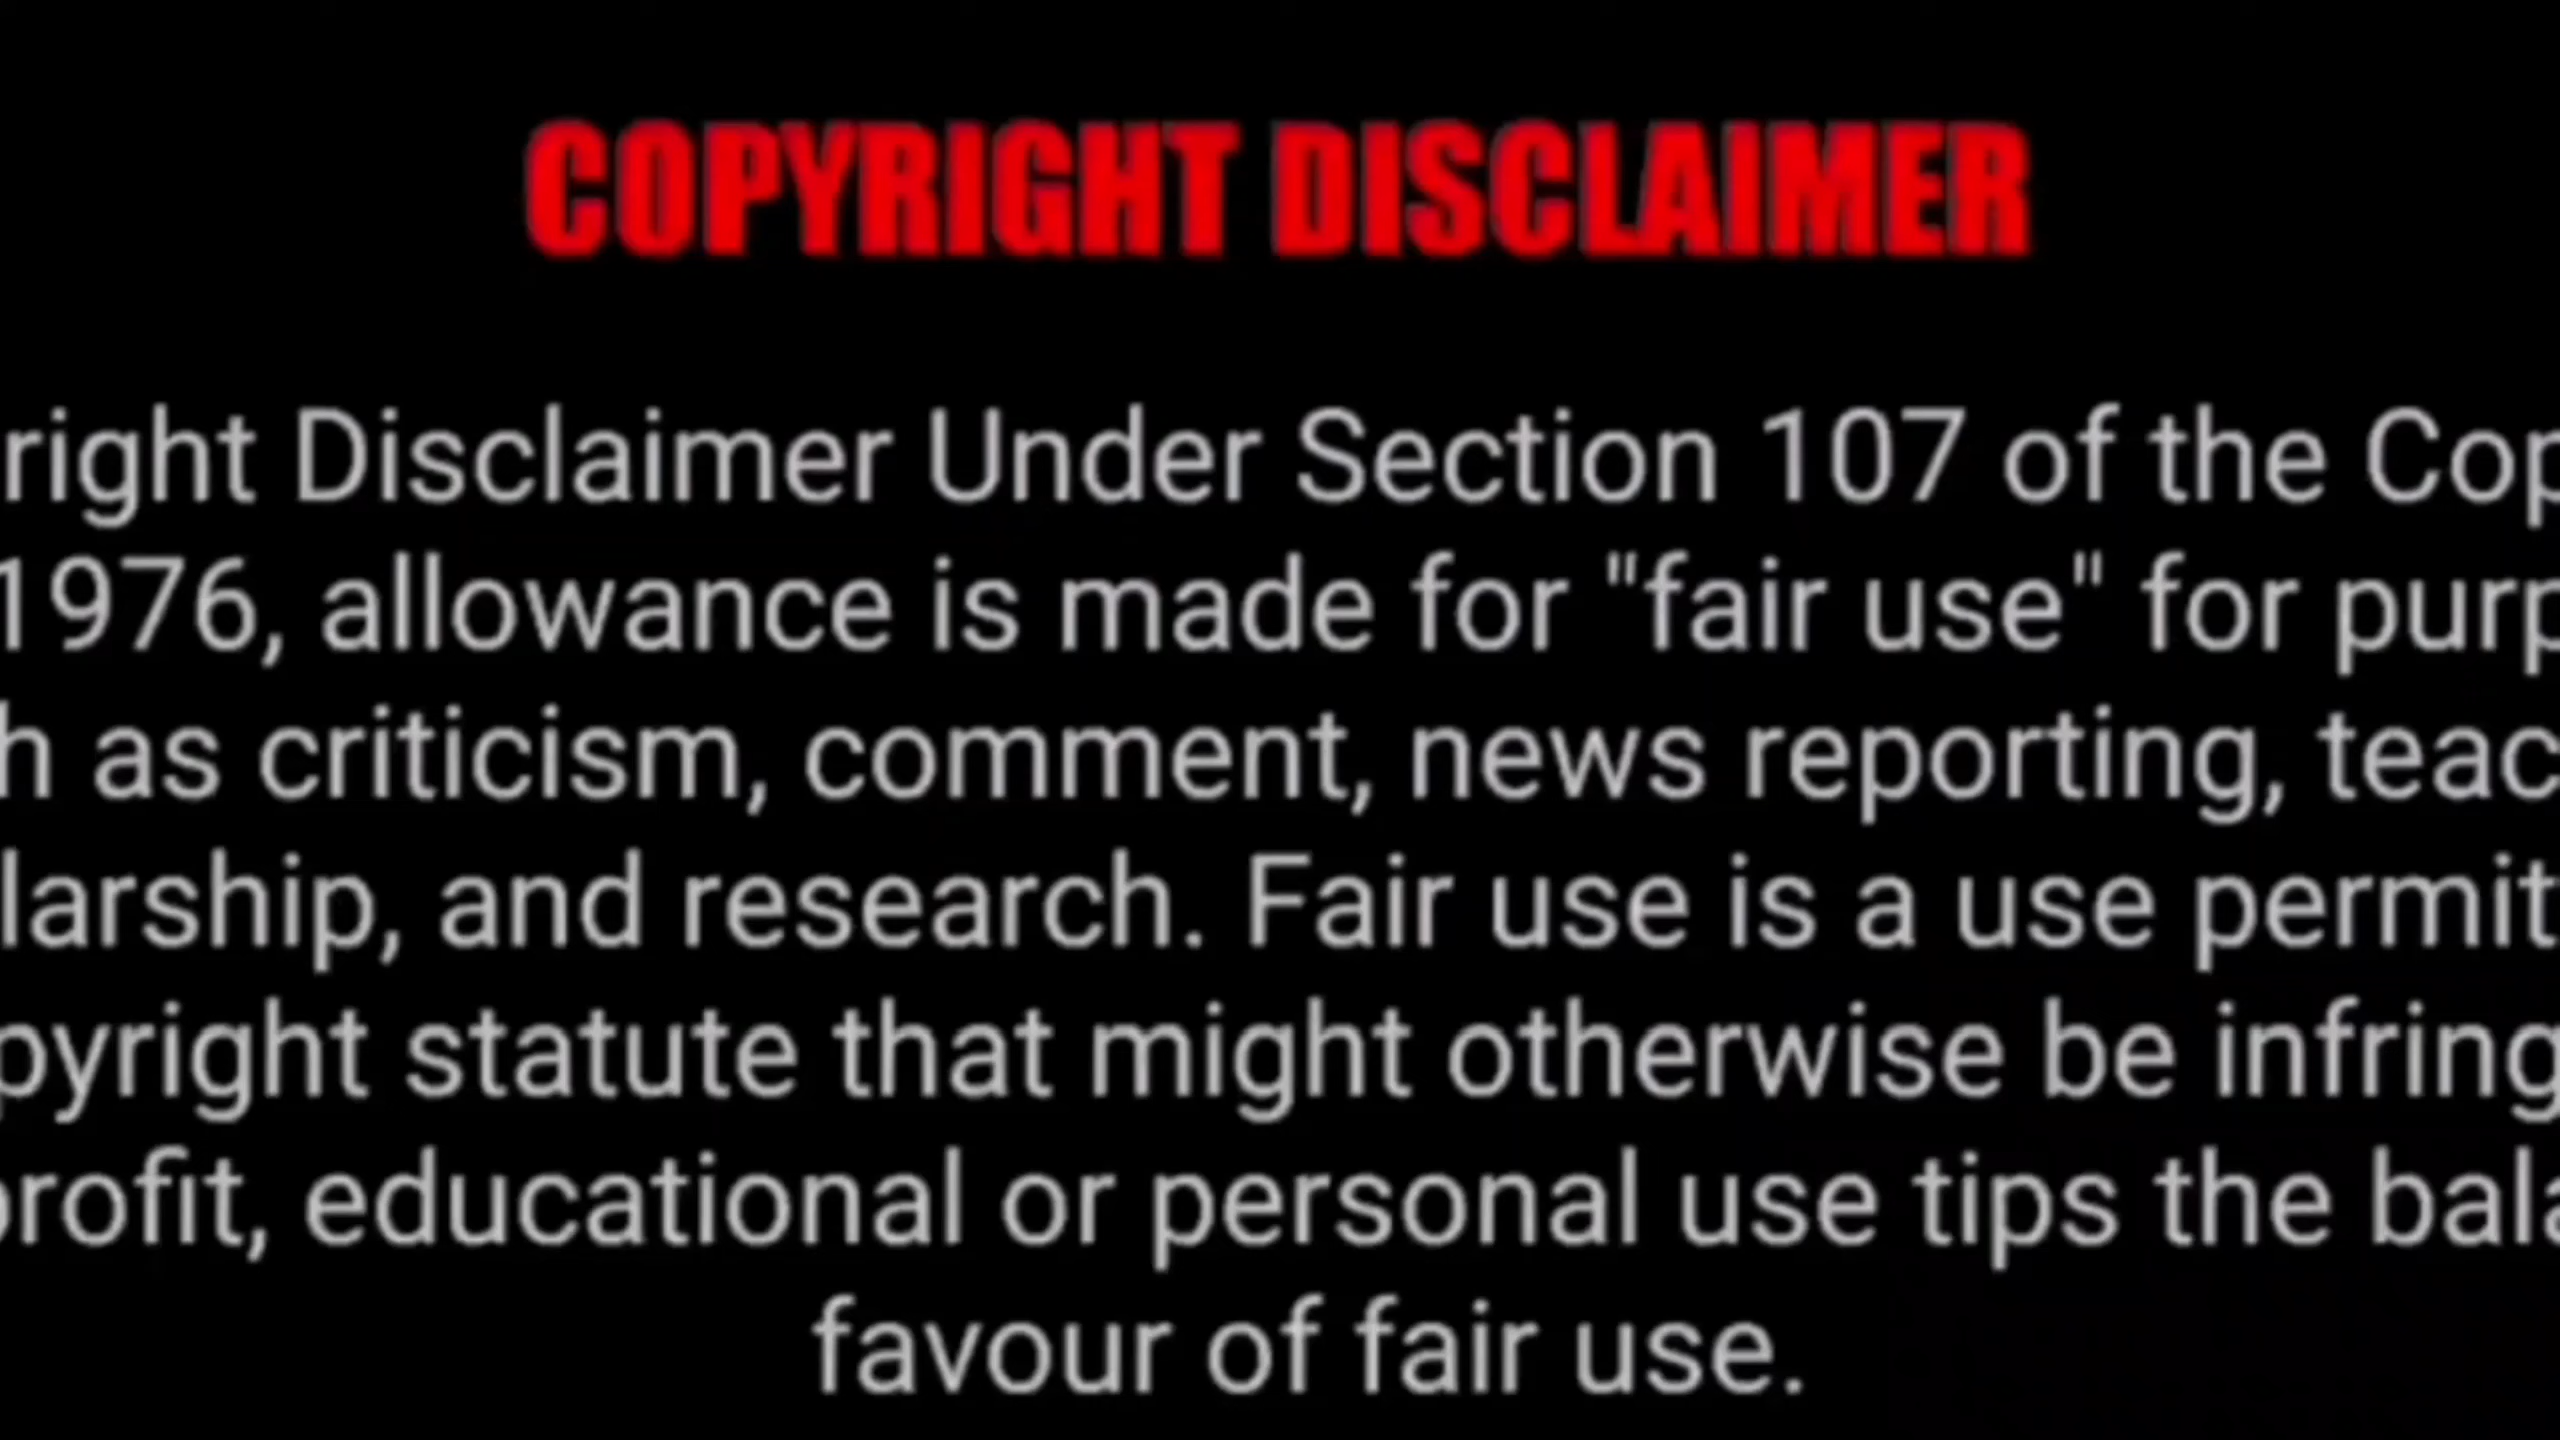 COPYRIGHT DISCLAIMER
right Disclaimer Under Section 107 of the Cop
1976, allowance is made for "fair use" for purp
h as criticism, comment, news reporting, teac
larship, and research. Fair use is a use permit
pyright statute that might otherwise be infring
profit, educational or personal use tips the bala
favour of fair use.